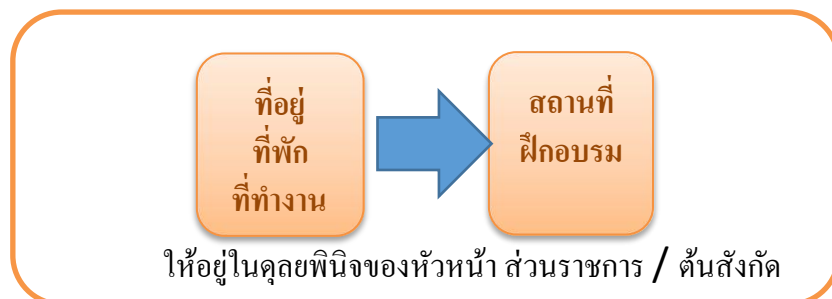 ที่อยู่
ที่พัก
ที่ทำงาน
สถานที่
ฝึกอบรม
ให้อยู่ในดุลยพินิจของหัวหน้า ส่วนราชการ / ต้นสังกัด